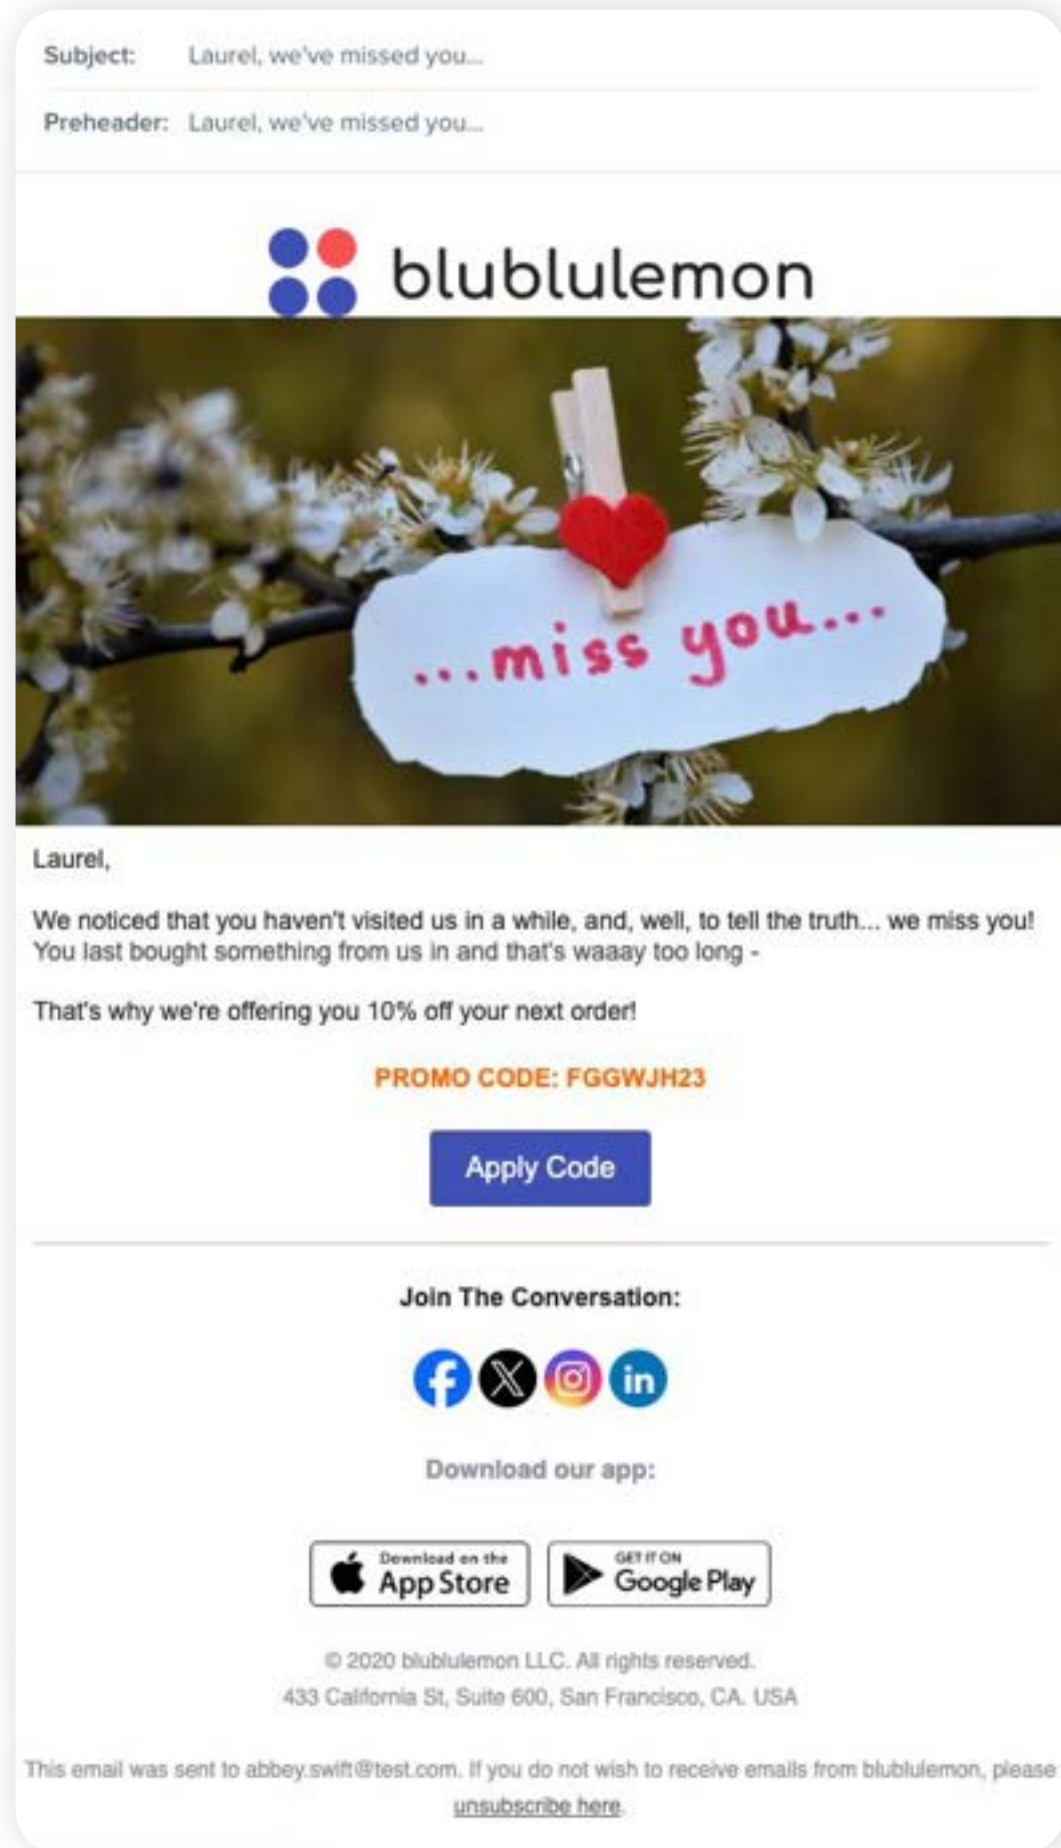 Subject: Laurel, we've missed you...
Preheader: Laurel, we've missed you...
blublulemon
...miss you...
Laurel,
We noticed that you haven't visited us in a while, and, well, to tell the truth... we miss you!
You last bought something from us in and that's waaay too long -
That's why we're offering you 10% off your next order!
PROMO CODE: FGGWJH23
Apply Code
Join The Conversation:
f X in
Download our app:
Download on the GET IT ON
App Store Google Play
© 2020 blublulemon LLC. All rights reserved.
433 California St, Suite 600, San Francisco, CA. USA
This email was sent to abbey.swift@test.com. If you do not wish to receive emails from blublulemon, please
unsubscribe here.